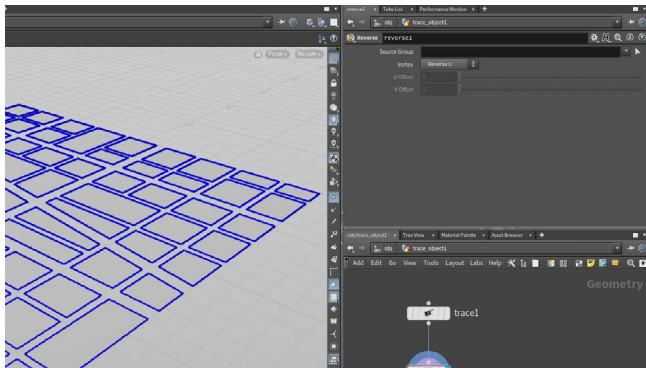 reverse1 Take List Performance Monitor
obj trace_object1
Reverse reverse1
Source Group
Vertex Reverse U
U Offset 0
V Offset 0
Persp No cam
/obj/trace_object1 Tree View Material Palette Asset Browser
obj trace_object1
Add Edit Go View Tools Layout Labs Help
Geometry
trace1